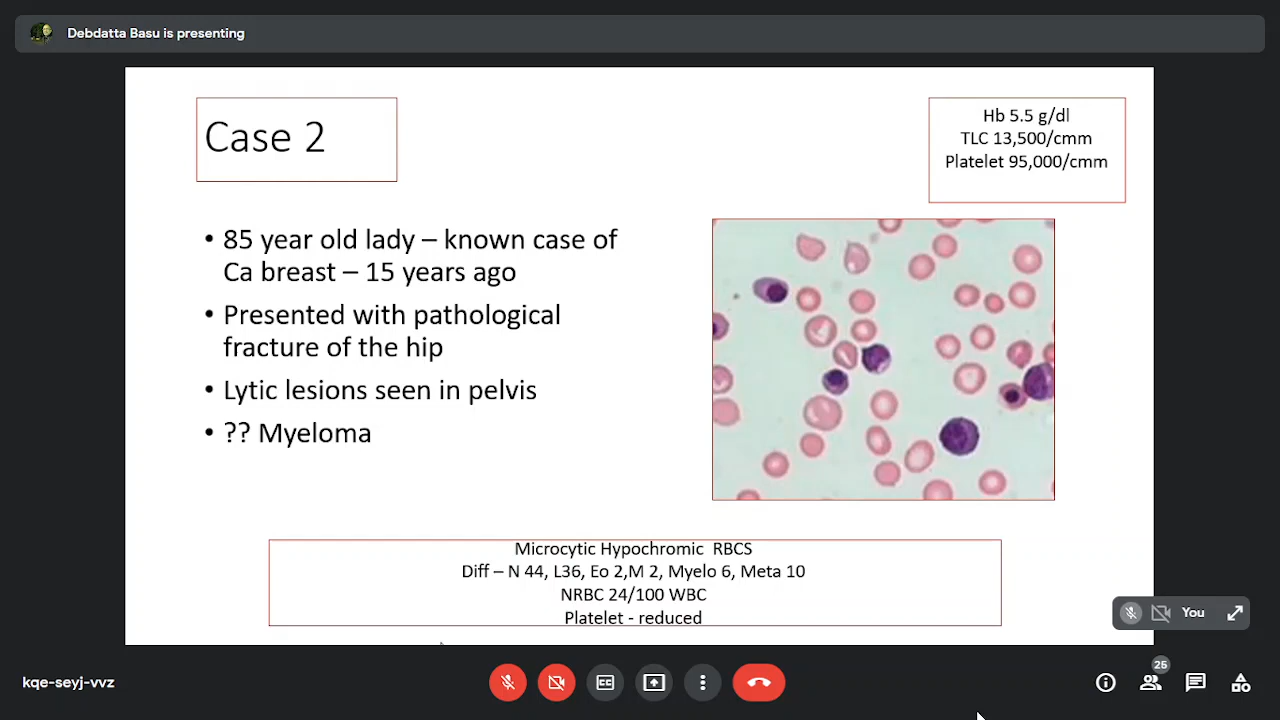 Debdatta Basu is presenting
Case 2
Hb 5.5 g/dl
TLC 13,500/cmm
Platelet 95,000/cmm
• 85 year old lady – known case of
Ca breast – 15 years ago
• Presented with pathological
fracture of the hip
• Lytic lesions seen in pelvis
• ?? Myeloma
Microcytic Hypochromic RBCS
Diff – N 44, L36, Eo 2,M 2, Myelo 6, Meta 10
NRBC 24/100 WBC
Platelet - reduced
You
kqe-seyj-vvz
CC
25